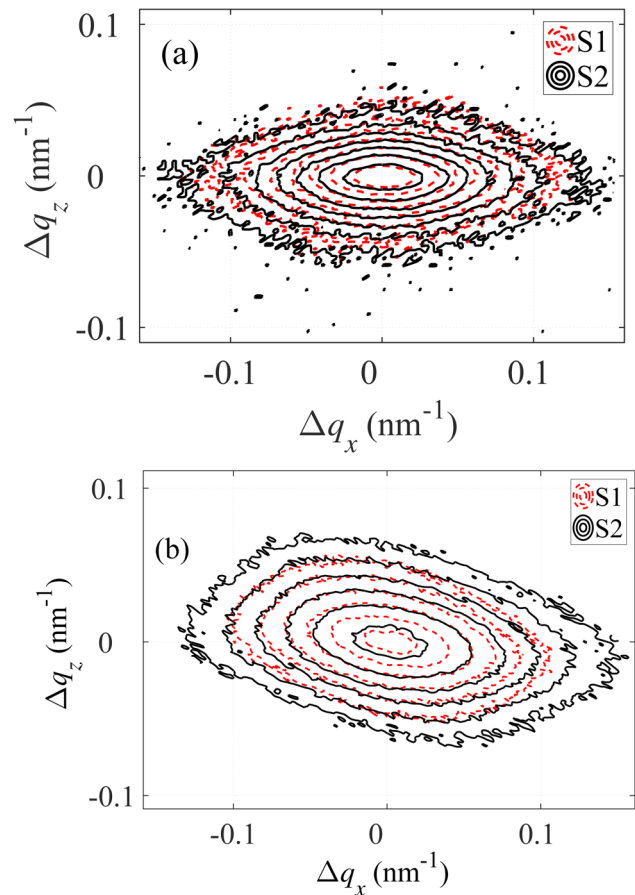 (a)
S1
S2
0.1
0
-0.1
Δq_z (nm⁻¹)
-0.1 0 0.1
Δq_x (nm⁻¹)
(b)
S1
S2
0.1
0
-0.1
Δq_z (nm⁻¹)
-0.1 0 0.1
Δq_x (nm⁻¹)